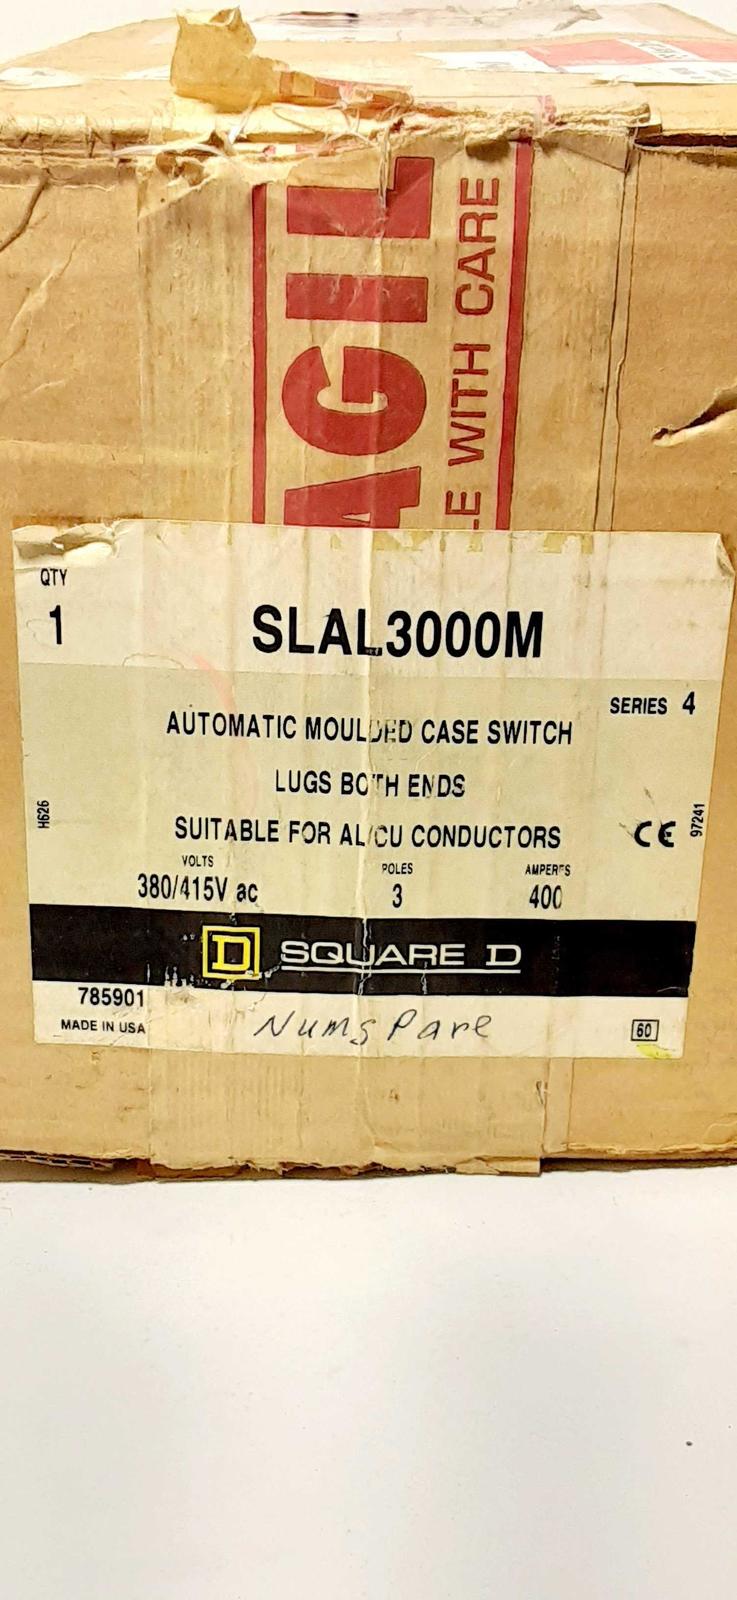 AGIL
LE WITH CARE
QTY
1
SLAL3000M
SERIES 4
AUTOMATIC MOULDED CASE SWITCH
LUGS BOTH ENDS
H626
SUITABLE FOR AL/CU CONDUCTORS
CE
97241
VOLTS POLES AMPERES
380/415V ac 3 400
D SQUARE D
785901
MADE IN USA
Numspare
60